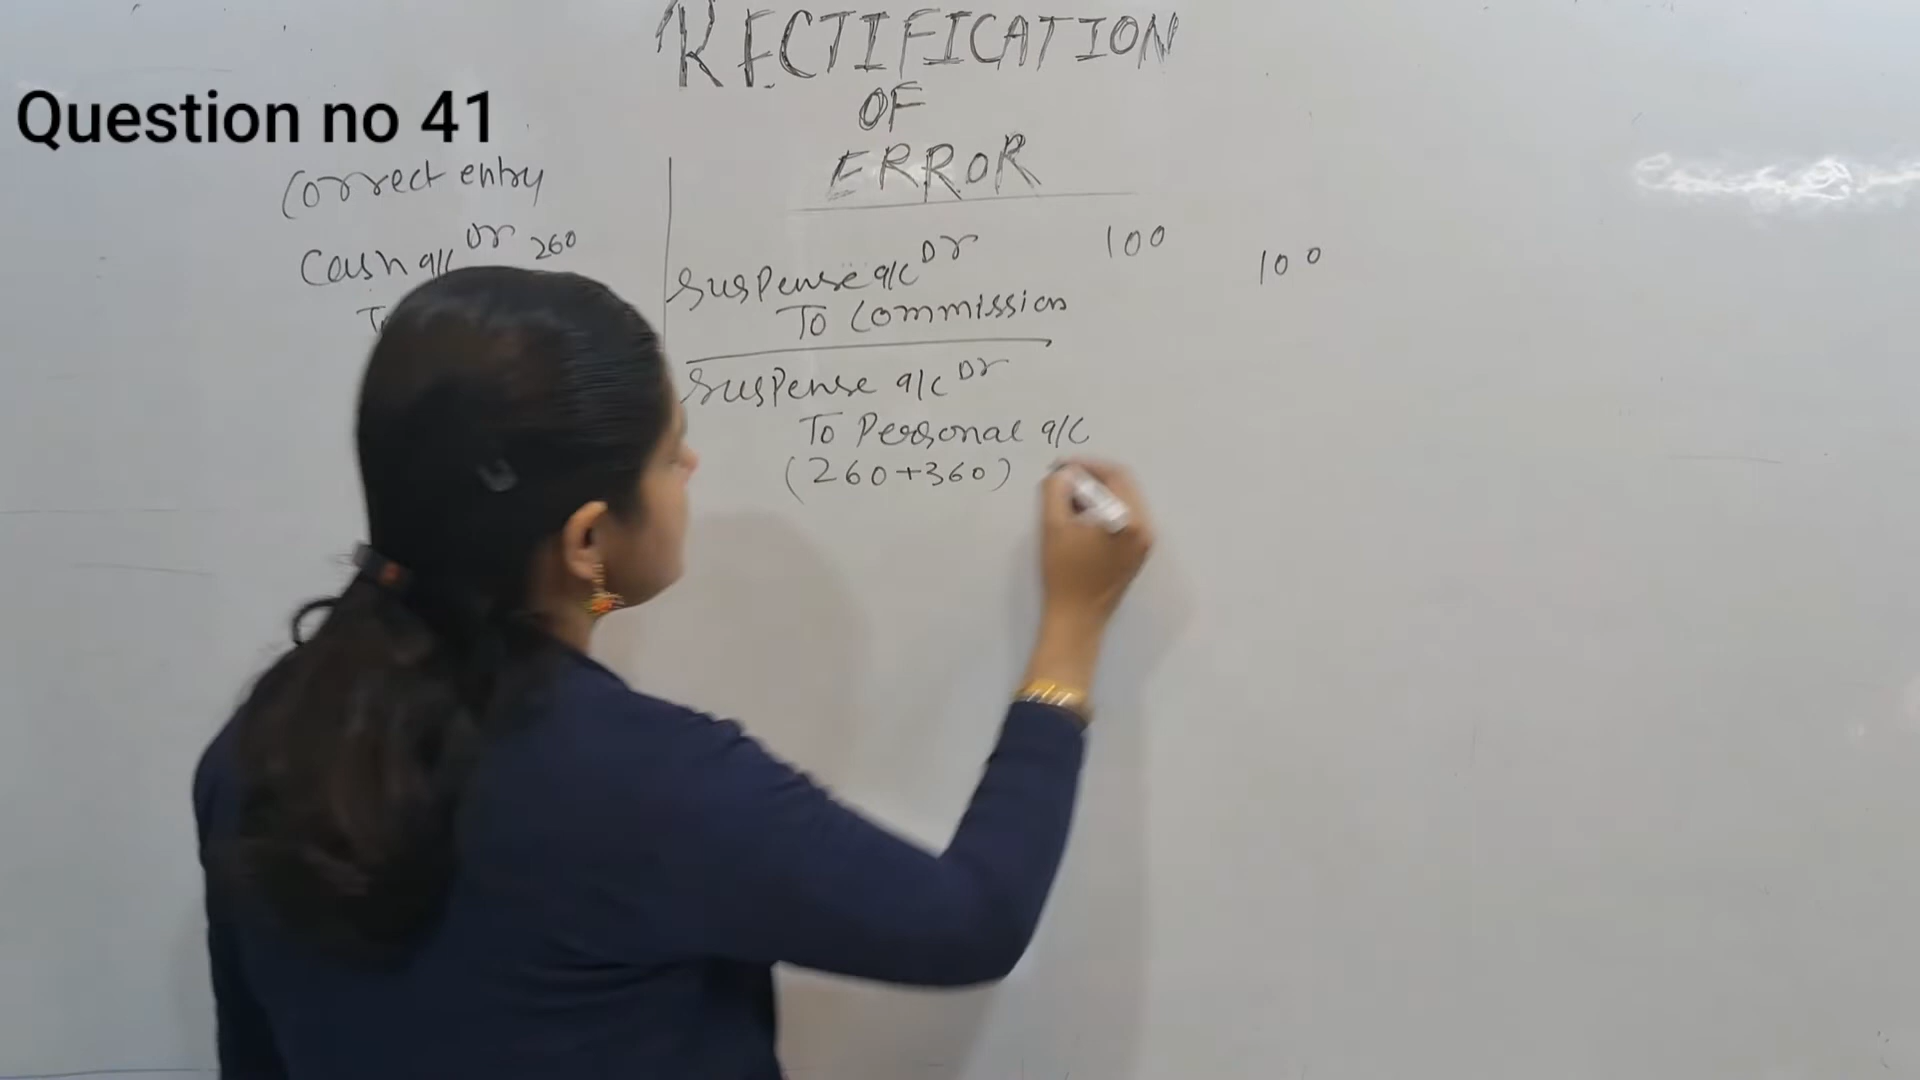 RECTIFICATION
OF
ERROR
Question no 41
Correct entry
Cash a/c Dr 260
Suspense a/c Dr 100
To Commission 100
Suspense a/c Dr
To Personal a/c
(260+360)